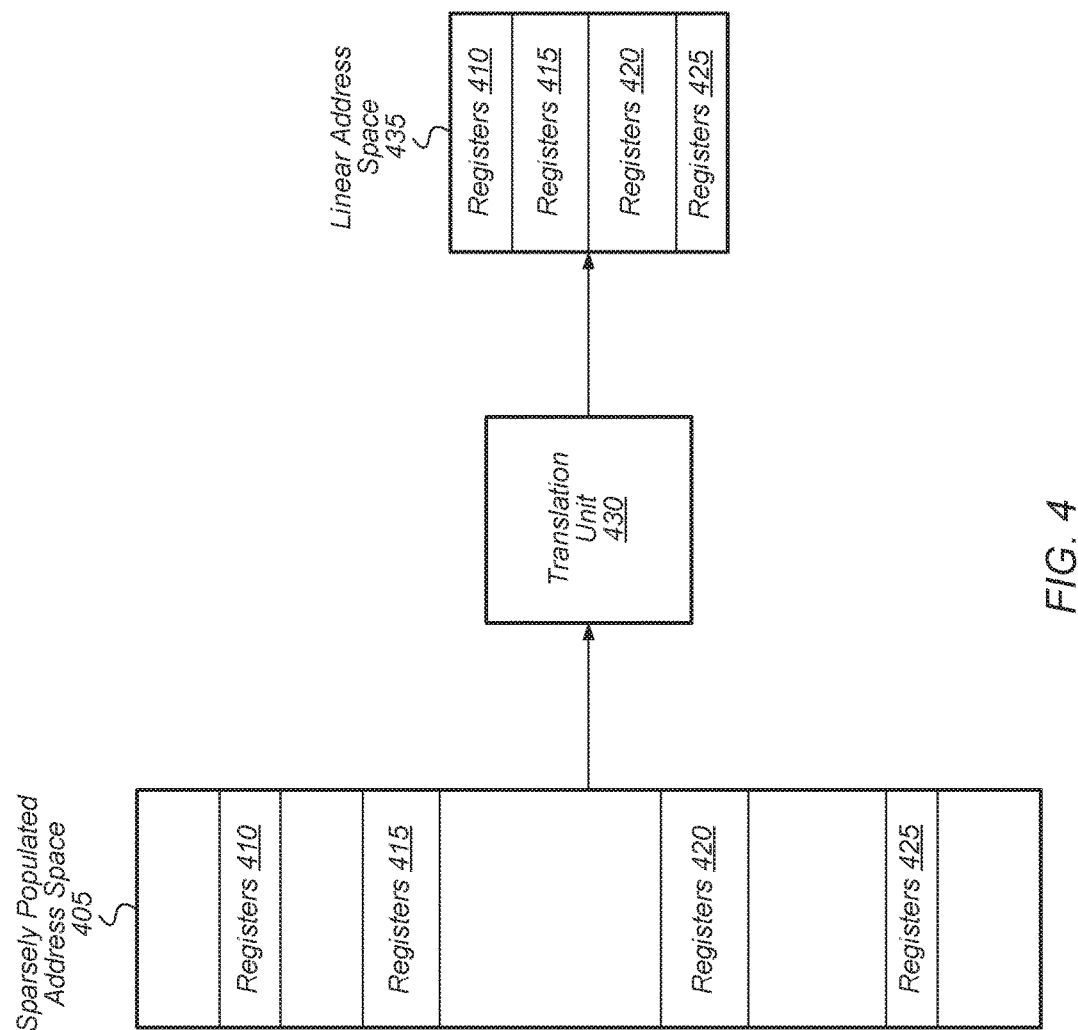 Sparsely Populated
Address Space
405
Registers 410
Registers 415
Registers 420
Registers 425
Translation
Unit
430
Linear Address
Space
435
Registers 410
Registers 415
Registers 420
Registers 425
FIG. 4